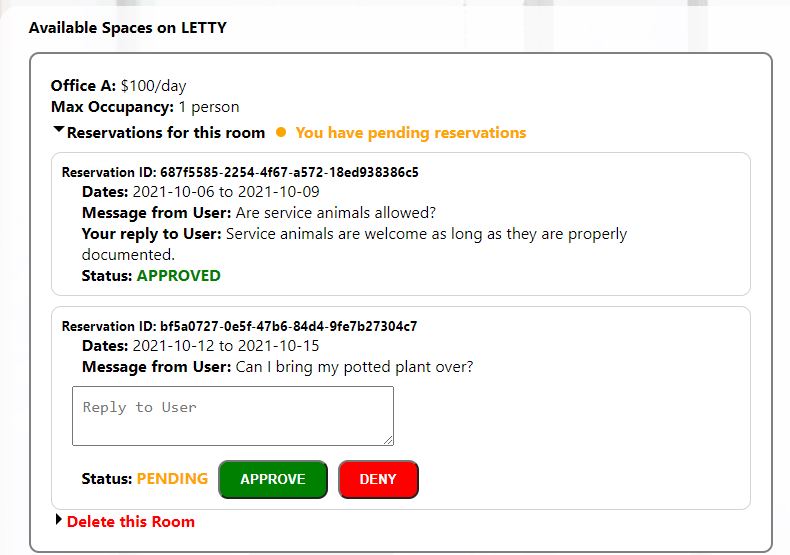 Available Spaces on LETTY
Office A: $100/day
Max Occupancy: 1 person
Reservations for this room You have pending reservations
Reservation ID: 687f5585-2254-4f67-a572-18ed938386c5
Dates: 2021-10-06 to 2021-10-09
Message from User: Are service animals allowed?
Your reply to User: Service animals are welcome as long as they are properly
documented.
Status: APPROVED
Reservation ID: bf5a0727-0e5f-47b6-84d4-9fe7b27304c7
Dates: 2021-10-12 to 2021-10-15
Message from User: Can I bring my potted plant over?
Reply to User
Status: PENDING APPROVE DENY
Delete this Room